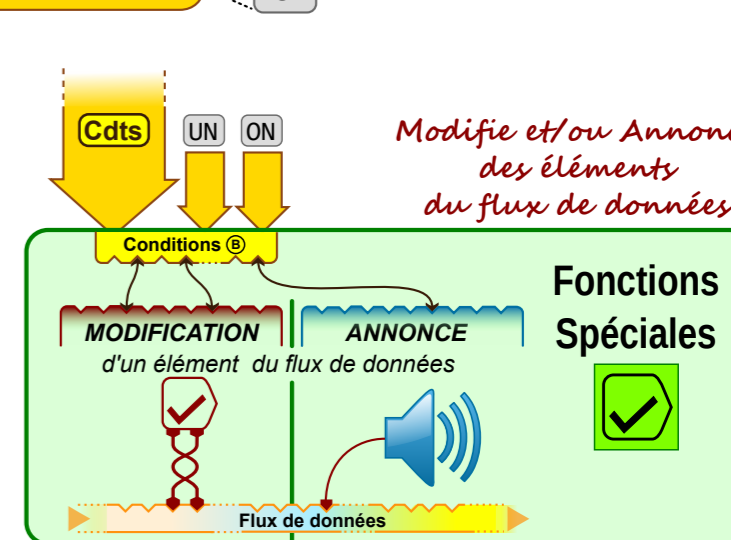 Cdts UN ON
Modifie et/ou
des éléments
du flux de données
Conditions B
Fonctions
Spéciales
MODIFICATION ANNONCE
d'un élément du flux de données
Flux de données